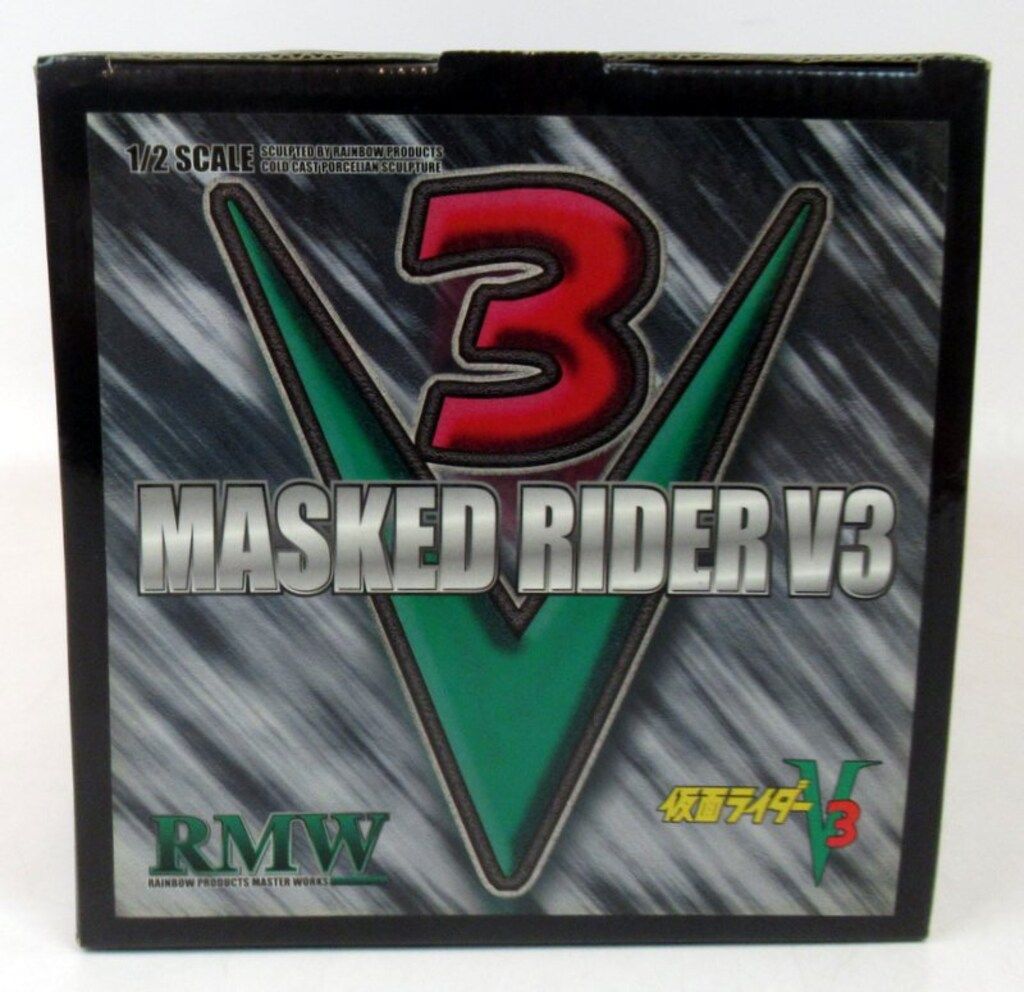 1/2 SCALE
SCULPTED BY RAINBOW PRODUCTS
COLD CAST PORCELIAN SCULPTURE
3
V
MASKED RIDER V3
仮面ライダー V3
RMW
RAINBOW PRODUCTS MASTER WORKS